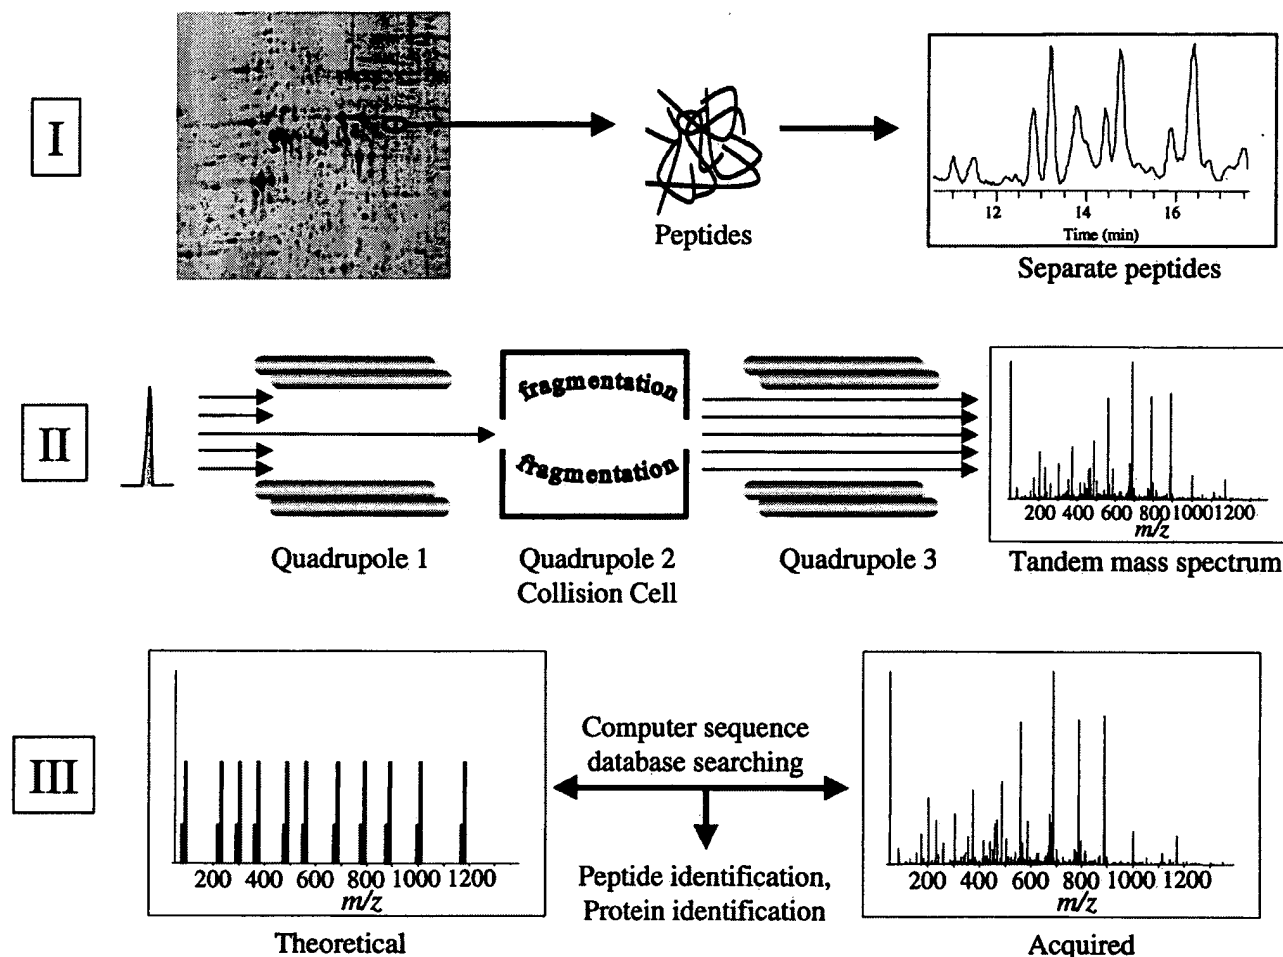 I
Peptides
12 14 16
Time (min)
Separate peptides
II
fragmentation
fragmentation
Quadrupole 1
Quadrupole 2
Collision Cell
Quadrupole 3
200 400 600 800 1000 1200
m/z
Tandem mass spectrum
III
200 400 600 800 1000 1200
m/z
Theoretical
Computer sequence
database searching
Peptide identification,
Protein identification
200 400 600 800 1000 1200
m/z
Acquired